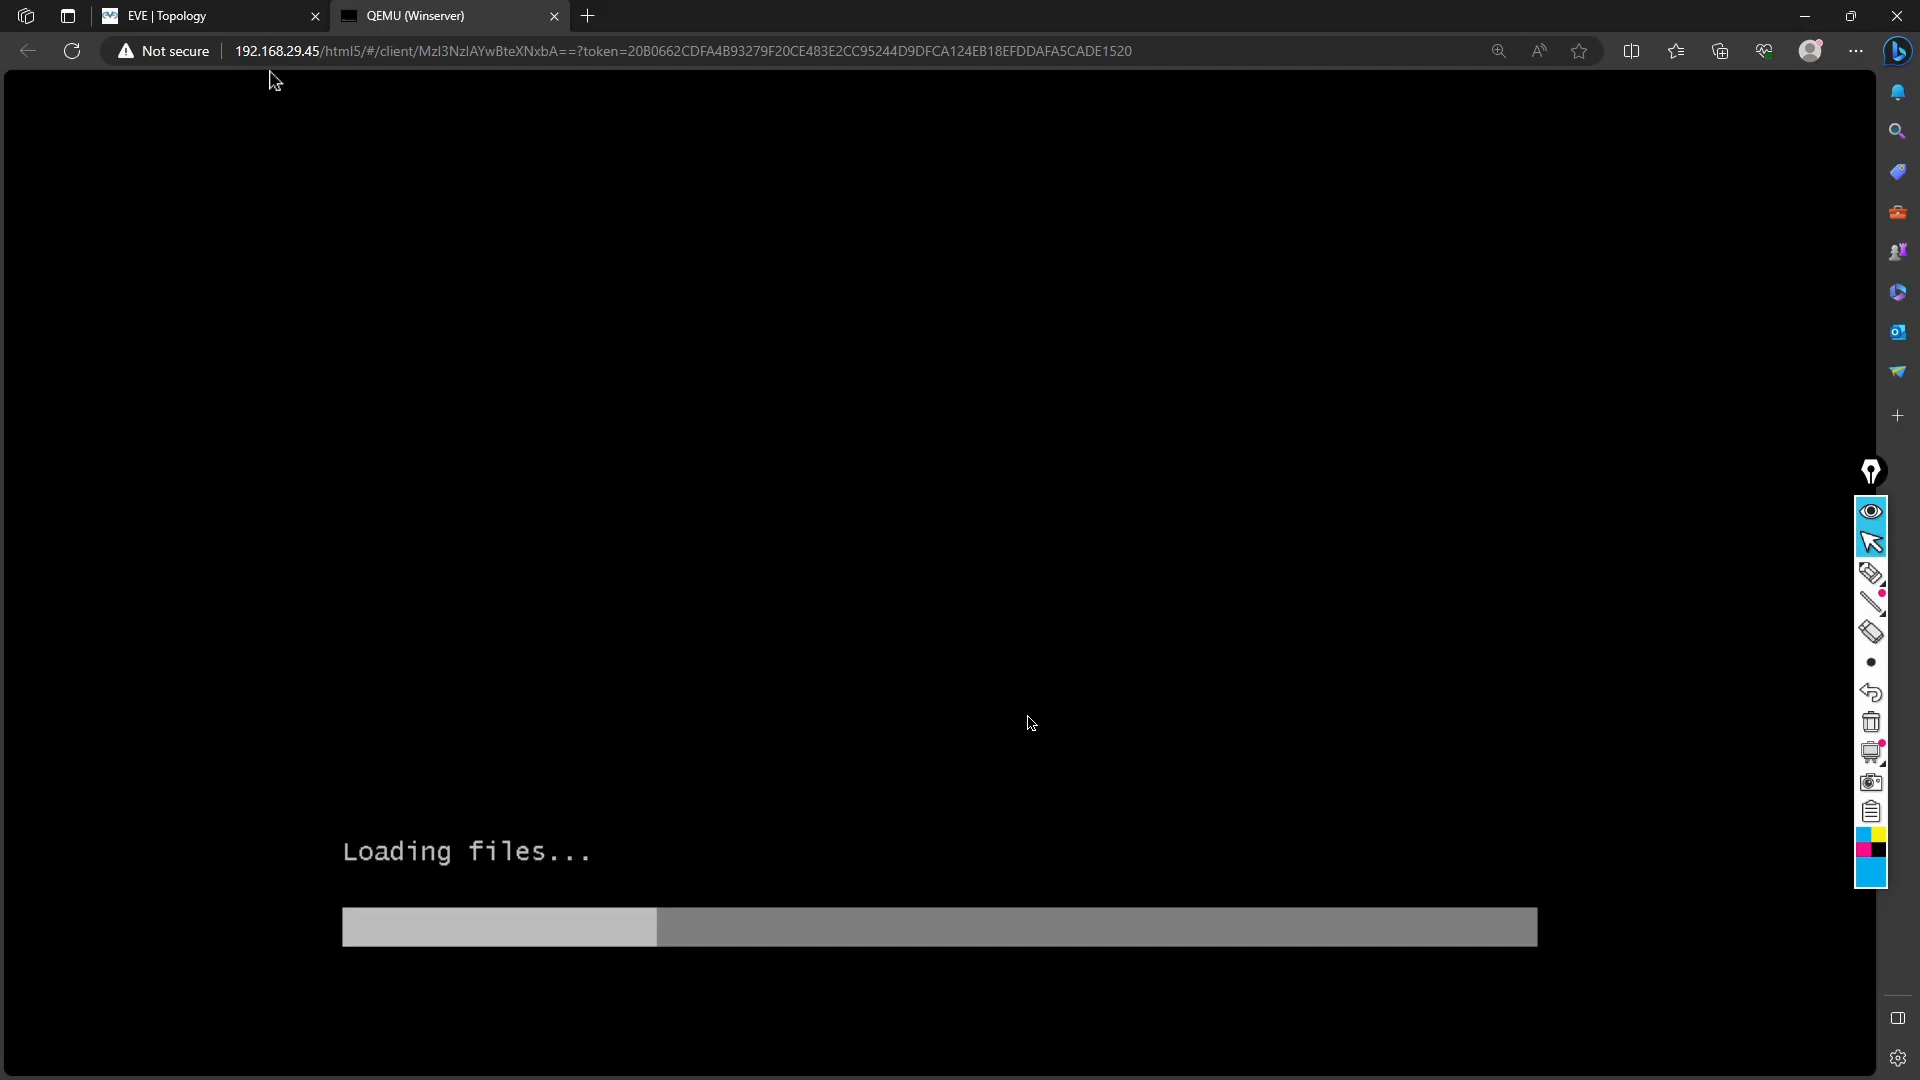 EVE | Topology
QEMU (Winserver)
Not secure
192.168.29.45/html5/#/client/MzI3NzIAYwBteXNxbA==?token=20B0662CDFA4B93279F20CE483E2CC95244D9DFCA124EB18EFDDAFA5CADE1520
Loading files...